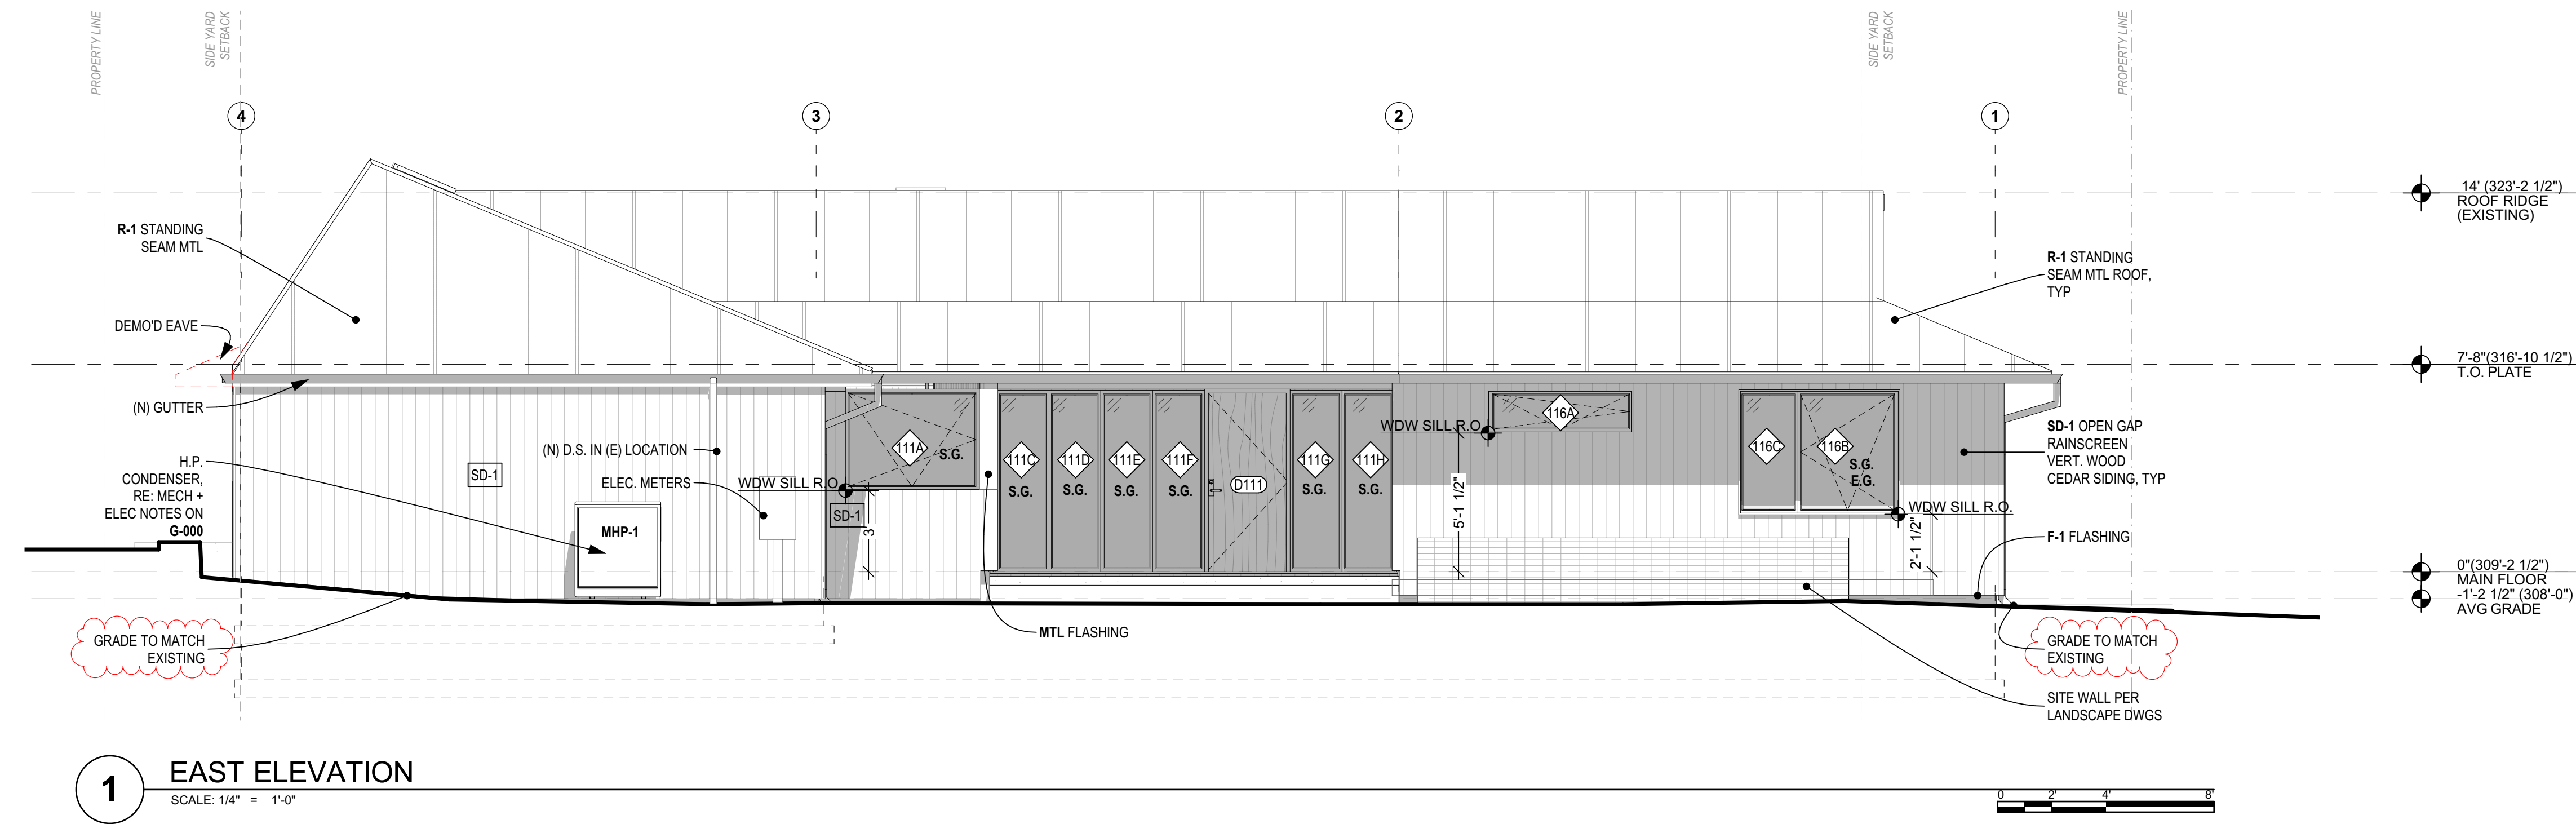 PROPERTY LINE
SIDE YARD
SETBACK
SIDE YARD
SETBACK
PROPERTY LINE
4
3
2
1
14' (323'-2 1/2")
ROOF RIDGE
(EXISTING)
R-1 STANDING
SEAM MTL
R-1 STANDING
SEAM MTL ROOF,
TYP
DEMO'D EAVE
7'-8"(316'-10 1/2")
T.O. PLATE
(N) GUTTER
(N) D.S. IN (E) LOCATION
H.P.
CONDENSER,
RE: MECH +
ELEC NOTES ON
G-000
SD-1
ELEC. METERS
MHP-1
WDW SILL R.O.
SD-1
3'
111A
S.G.
111C
S.G.
111D
S.G.
111E
S.G.
111F
S.G.
D111
111G
S.G.
111H
S.G.
WDW SILL R.O.
5'-1 1/2"
116A
116C
116B
S.G.
E.G.
WDW SILL R.O.
2'-1 1/2"
SD-1 OPEN GAP
RAINSCREEN
VERT. WOOD
CEDAR SIDING, TYP
F-1 FLASHING
0"(309'-2 1/2")
MAIN FLOOR
-1'-2 1/2" (308'-0")
AVG GRADE
GRADE TO MATCH
EXISTING
MTL FLASHING
GRADE TO MATCH
EXISTING
SITE WALL PER
LANDSCAPE DWGS
1
EAST ELEVATION
SCALE: 1/4" = 1'-0"
0 2' 4' 8'